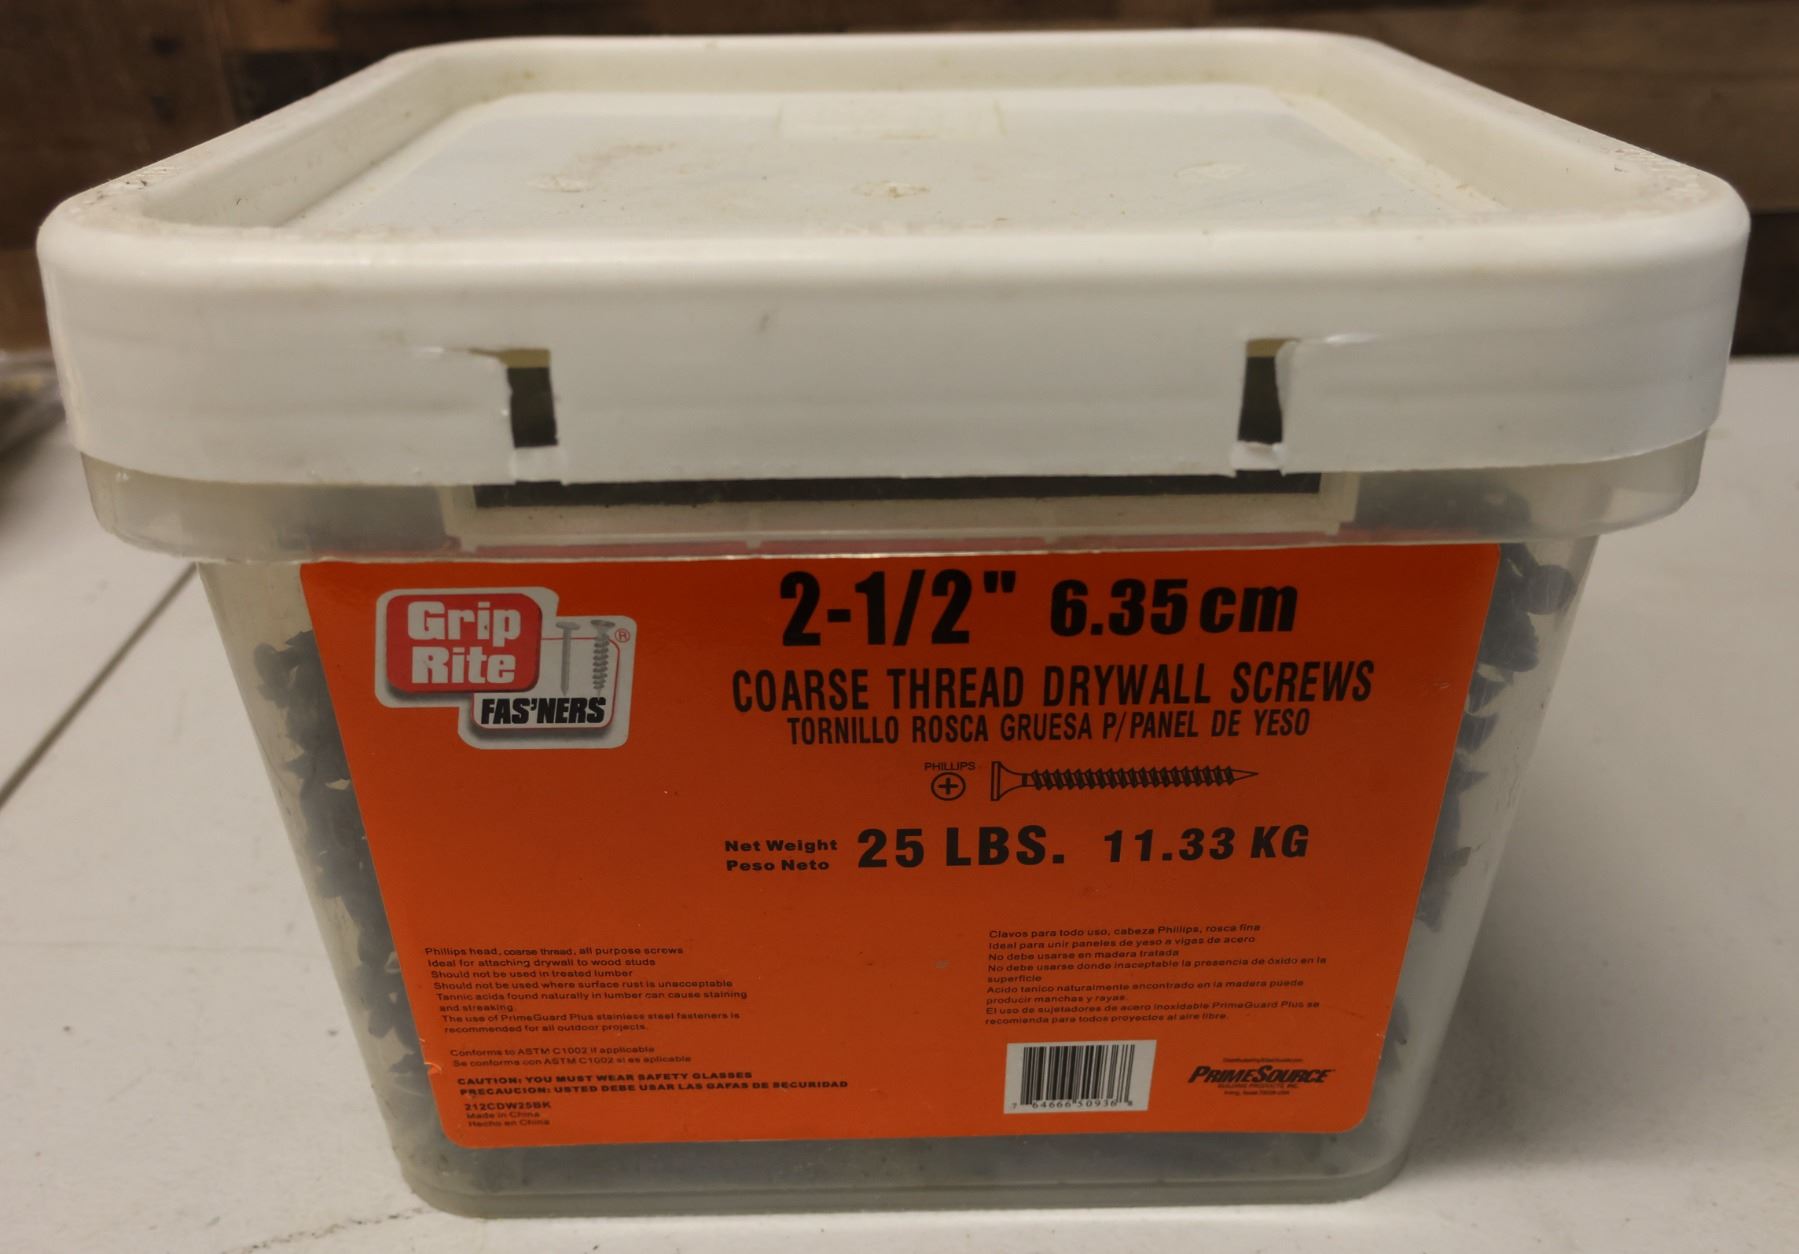 Grip
Rite
FAS'NERS
®
2-1/2" 6.35cm
COARSE THREAD DRYWALL SCREWS
TORNILLO ROSCA GRUESA P/PANEL DE YESO
PHILLIPS
Net Weight
Peso Neto
25 LBS. 11.33 KG
Phillips head, coarse thread, all purpose screws
Ideal for attaching drywall to wood studs
Should not be used in treated lumber
Should not be used where surface rust is unacceptable
Tannic acids found naturally in lumber can cause staining
and streaking.
The use of PrimeGuard Plus stainless steel fasteners is
recommended for all outdoor projects.
Conforms to ASTM C1002 if applicable
Se conforma con ASTM C1002 si es aplicable
CAUTION: YOU MUST WEAR SAFETY GLASSES
PRECAUCION: USTED DEBE USAR LAS GAFAS DE SECURIDAD
212CDW25BK
Made in China
Hecho en China
Clavos para todo uso, cabeza Phillips, rosca fina
Ideal para unir paneles de yeso a vigas de acero
No debe usarse en madera tratada
No debe usarse donde inaceptable la presencia de óxido en la
superficie
Acido tanico naturalmente encontrado en la madera puede
producir manchas y rayas.
El uso de sujetadores de acero inoxidable PrimeGuard Plus se
recomienda para todos proyectos al aire libre.
7 64666 50936 8
PRIMESOURCE
BUILDING PRODUCTS, INC.